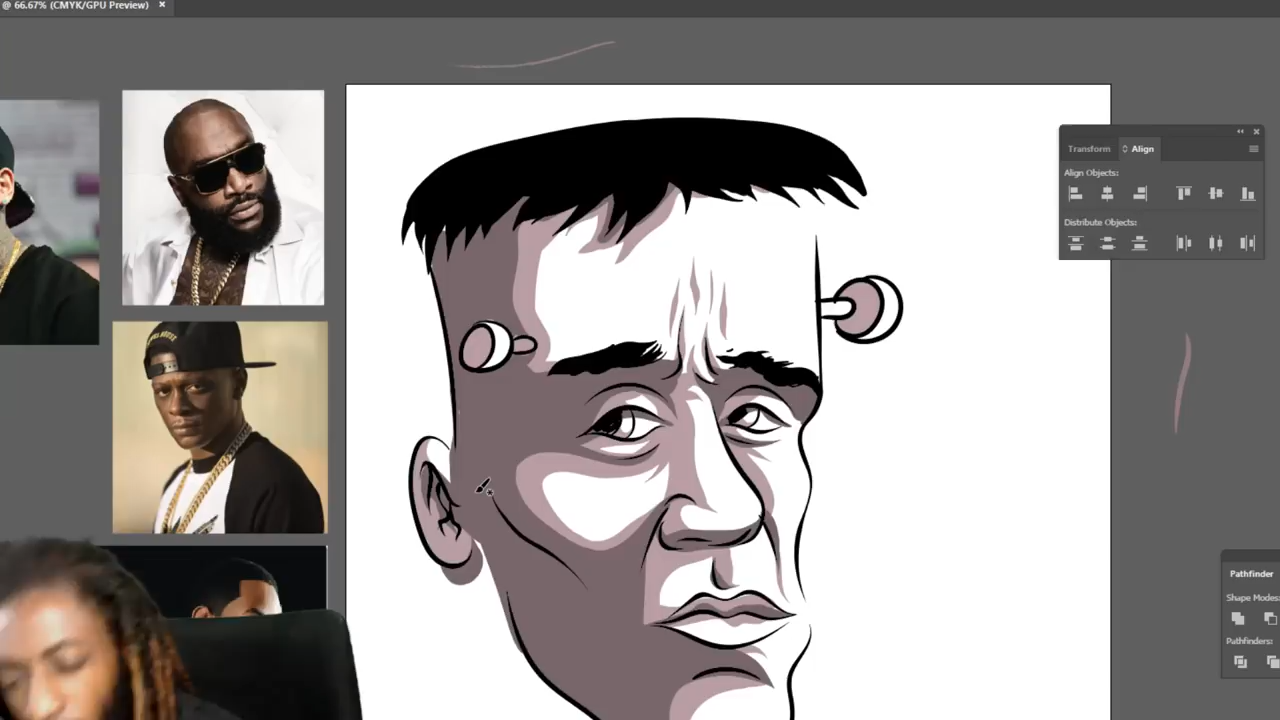 @ 66.67% (CMYK/GPU Preview) ×
Transform Align
Align Objects:
Distribute Objects:
Pathfinder
Shape Modes:
Pathfinders: